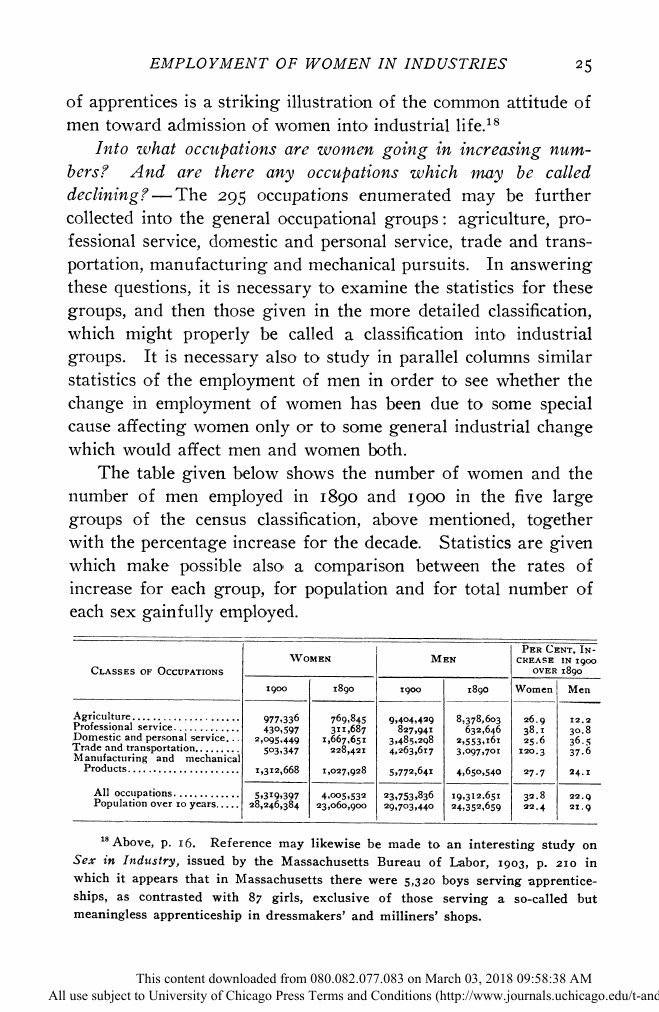 EMPLOYMENT OF WOMEN IN INDUSTRIES 25
of apprentices is a striking illustration of the common attitude of
men toward admission of women into industrial life.18
Into what occupations are women going in increasing num-
bers? And are there any occupations which may be called
declining? — The 295 occupations enumerated may be further
collected into the general occupational groups: agriculture, pro-
fessional service, domestic and personal service, trade and trans-
portation, manufacturing and mechanical pursuits. In answering
these questions, it is necessary to examine the statistics for these
groups, and then those given in the more detailed classification,
which might properly be called a classification into industrial
groups. It is necessary also to study in parallel columns similar
statistics of the employment of men in order to see whether the
change in employment of women has been due to some special
cause affecting women only or to some general industrial change
which would affect men and women both.
The table given below shows the number of women and the
number of men employed in 1890 and 1900 in the five large
groups of the census classification, above mentioned, together
with the percentage increase for the decade. Statistics are given
which make possible also a comparison between the rates of
increase for each group, for population and for total number of
each sex gainfully employed.
CLASSES OF OCCUPATIONS WOMEN MEN PER CENT. IN-
CREASE IN 1900
OVER 1890
1900 1890 1900 1890 Women Men
Agriculture.................... 977,336 769,845 9,404,429 8,378,603 26.9 12.2
Professional service............. 430,597 311,687 827,941 632,646 38.1 30.8
Domestic and personal service... 2,095,449 1,667,651 3,485,298 2,553,161 25.6 36.5
Trade and transportation......... 503,347 228,421 4,263,617 3,097,701 120.3 37.6
Manufacturing and mechanical
Products..................... 1,312,668 1,027,928 5,772,641 4,650,540 27.7 24.1
All occupations............ 5,319,397 4,005,532 23,753,836 19,312,651 32.8 22.9
Population over 10 years..... 28,246,384 23,060,900 29,703,440 24,352,659 22.4 21.9
18 Above, p. 16. Reference may likewise be made to an interesting study on
Sex in Industry, issued by the Massachusetts Bureau of Labor, 1903, p. 210 in
which it appears that in Massachusetts there were 5,320 boys serving apprentice-
ships, as contrasted with 87 girls, exclusive of those serving a so-called but
meaningless apprenticeship in dressmakers' and milliners' shops.
This content downloaded from 080.082.077.083 on March 03, 2018 09:58:38 AM
All use subject to University of Chicago Press Terms and Conditions (http://www.journals.uchicago.edu/t-and